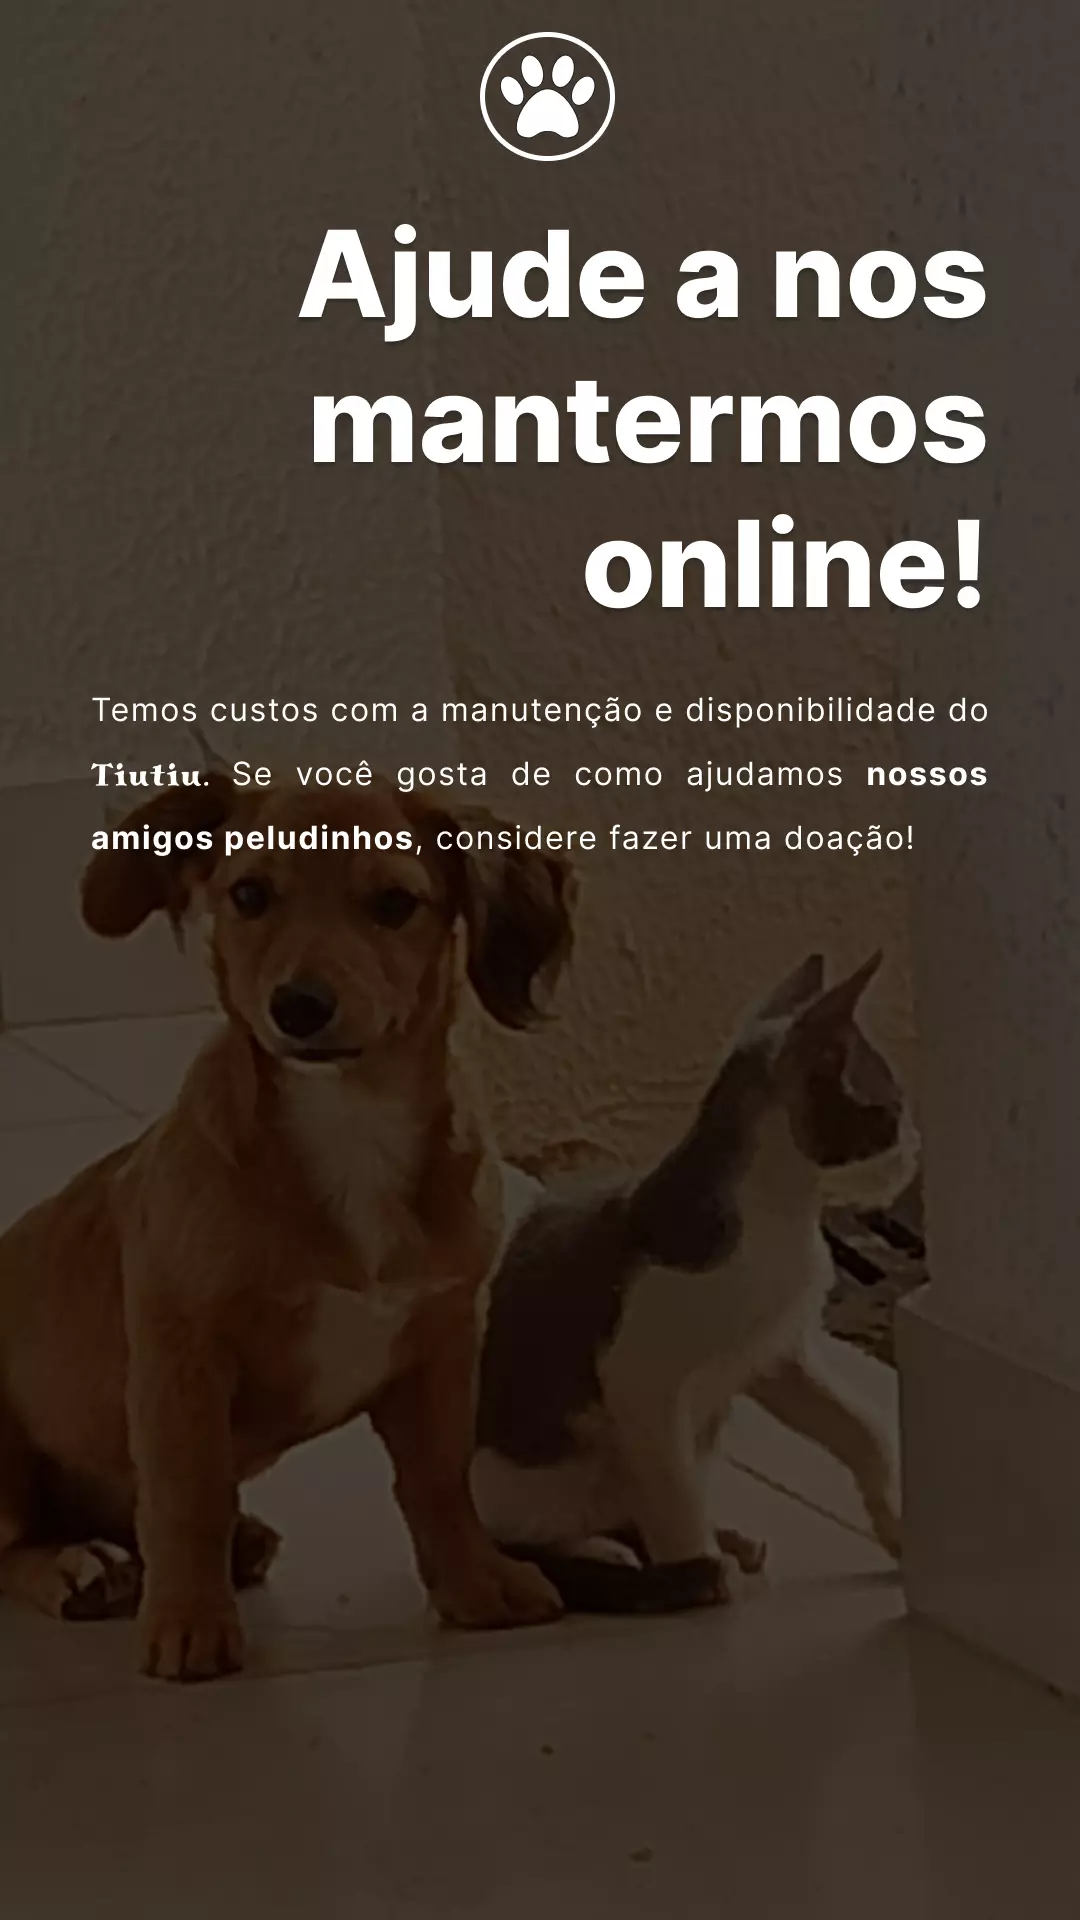 Ajude a nos
mantermos
online!
Temos custos com a manutenção e disponibilidade do
Tiutiu. Se você gosta de como ajudamos nossos
amigos peludinhos, considere fazer uma doação!